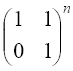 ( 1 1 )ⁿ
( 0 1 )